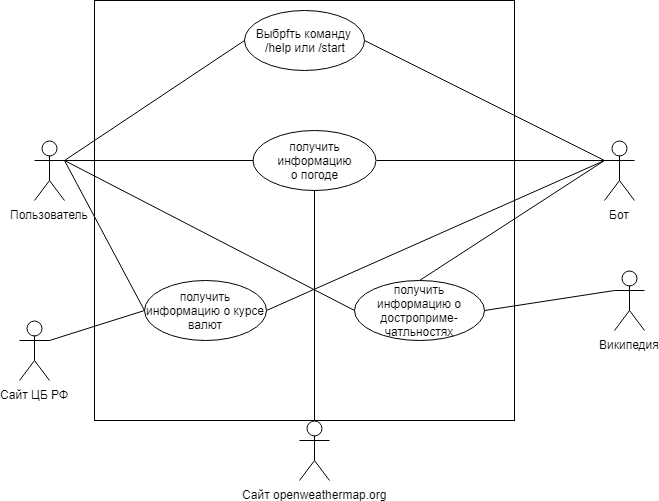 Выбрfть команду
/help или /start
получить
информацию
о погоде
Пользователь
Бот
получить
информацию о курсе
валют
получить
информацию о
достроприме-
чатльностях
Википедия
Сайт ЦБ РФ
Сайт openweathermap.org